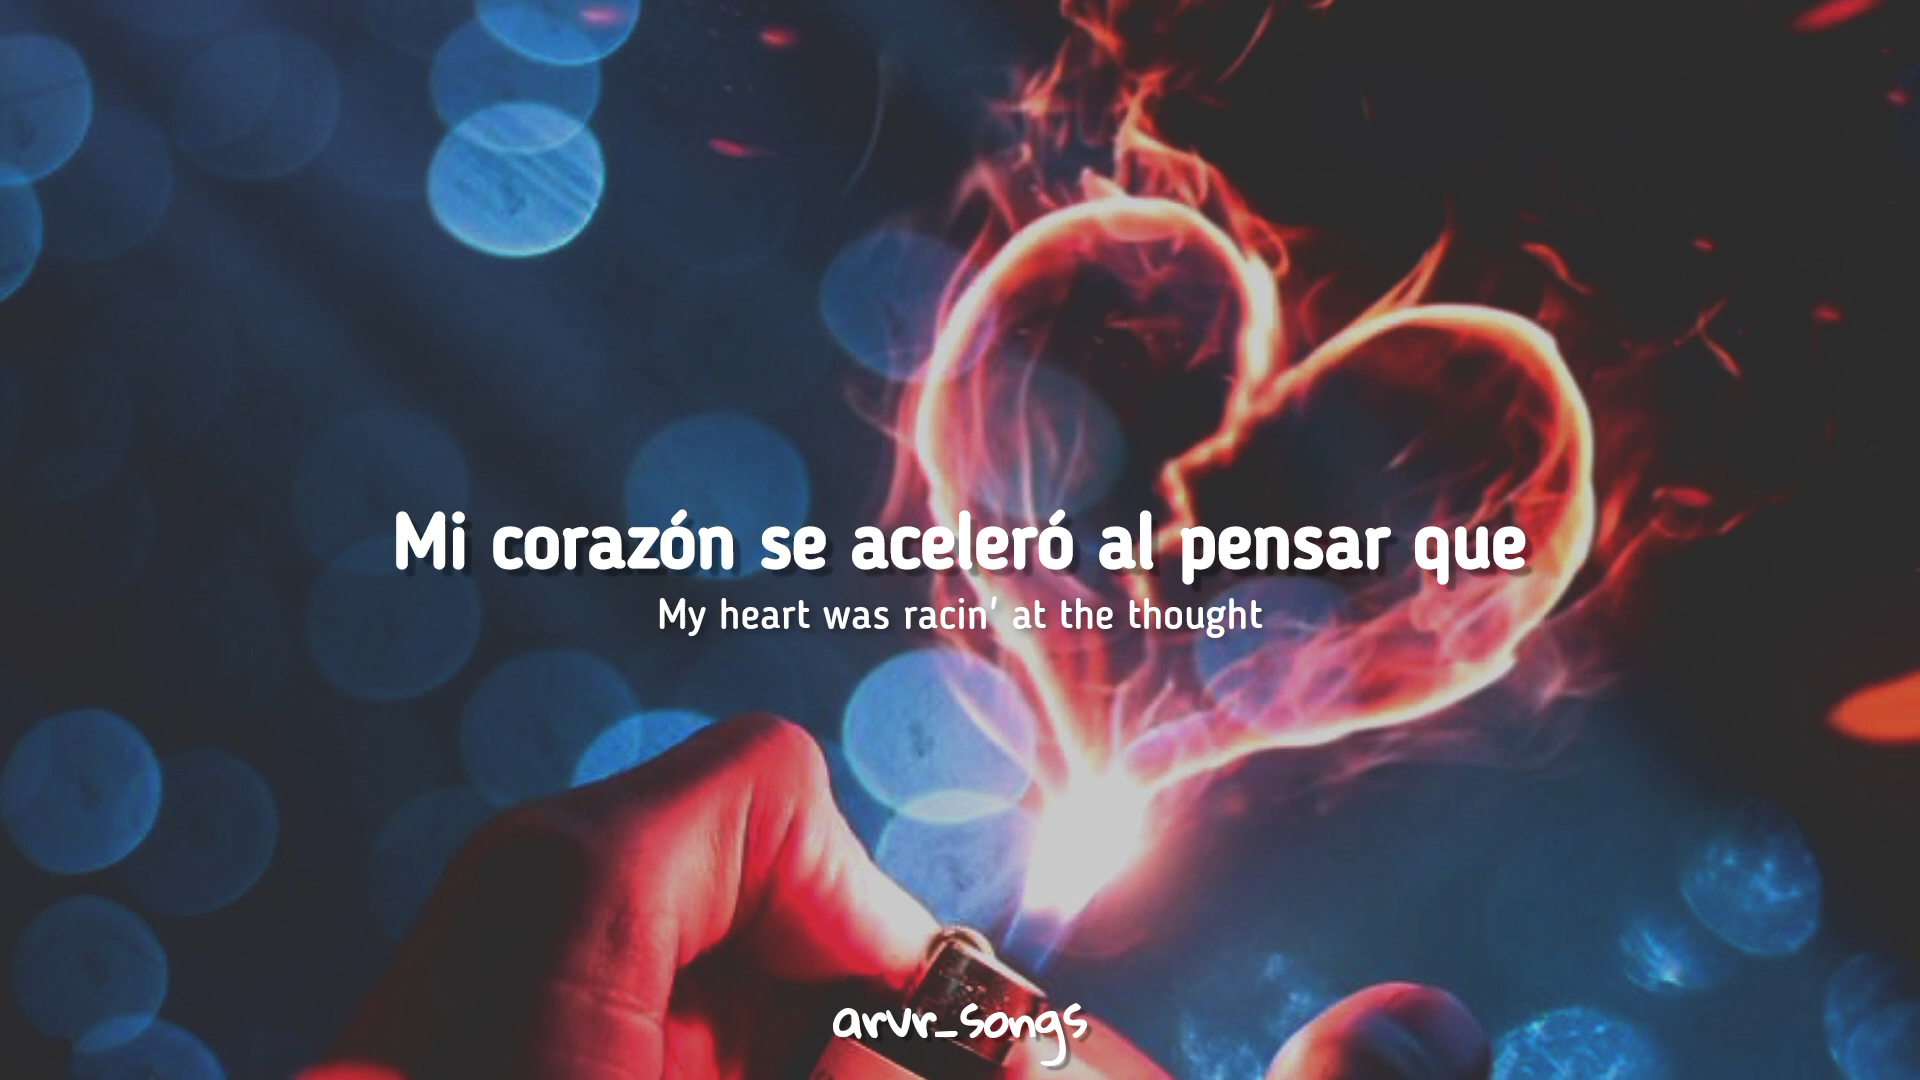 Mi corazón se aceleró al pensar que
My heart was racin' at the thought
arvr_songs